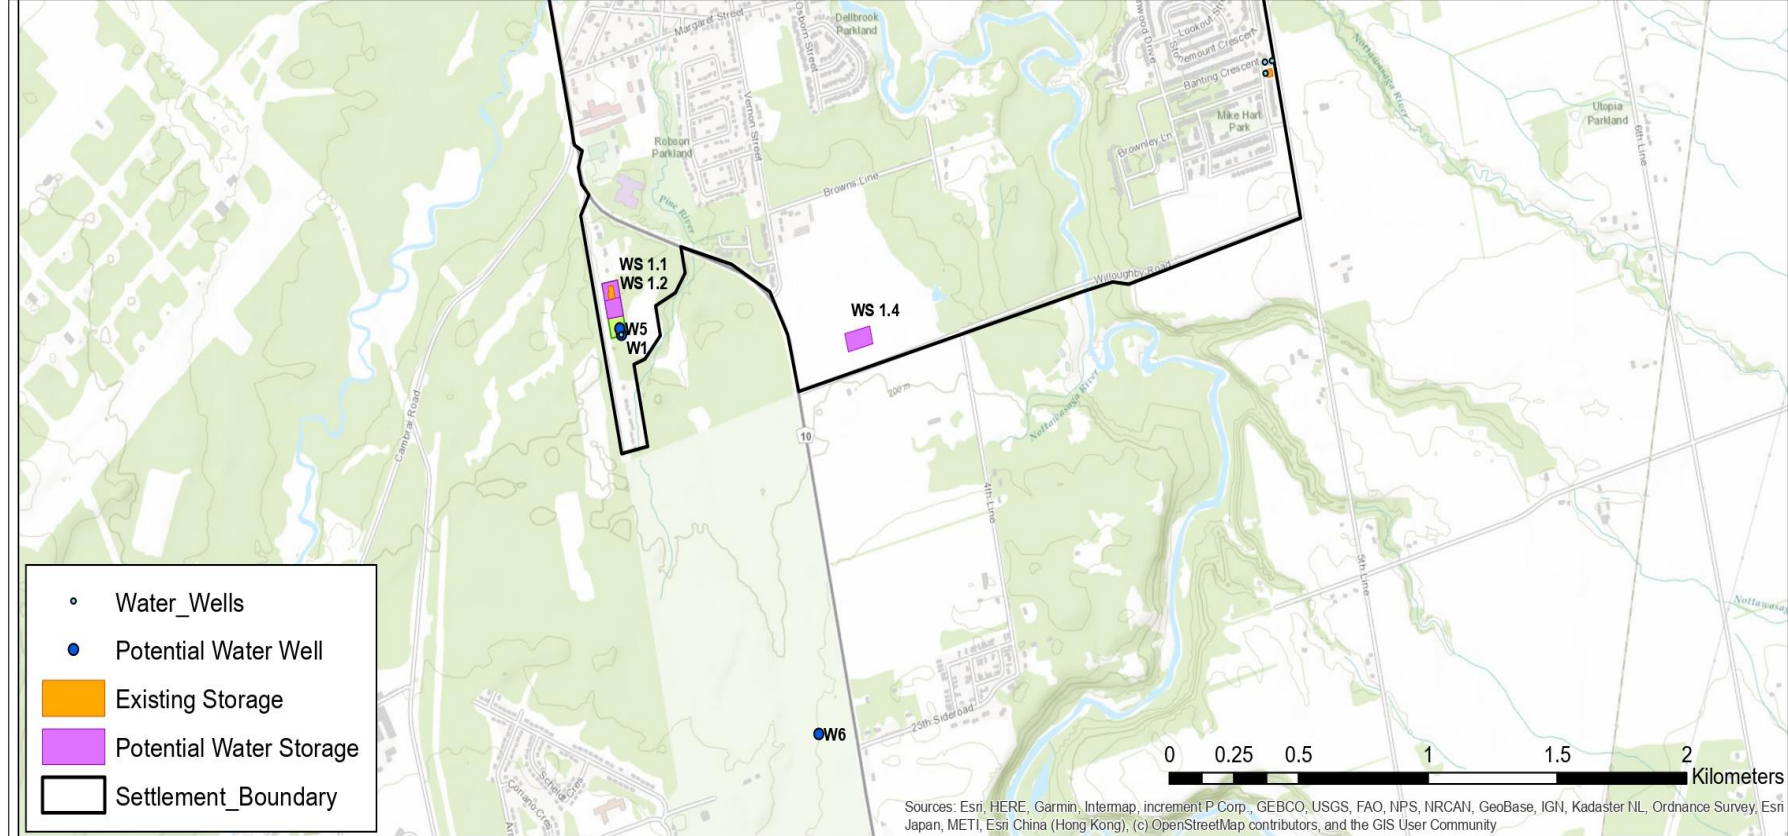 Margaret Street
Osborn Street
Dellbrook
Parkland
Lookout St
Banting Crescent
Mike Hart
Park
Brownley Ln
Nottawasaga River
Utopia
Parkland
6th Line
Vernon Street
Robson
Parkland
Pine River
Browns Line
Willoughby Road
WS 1.1
WS 1.2
W5
W1
WS 1.4
200 m
Nottawasaga River
Cambrai Road
10
4th Line
5th Line
25th Sideroad
W6
Water_Wells
Potential Water Well
Existing Storage
Potential Water Storage
Settlement_Boundary
0 0.25 0.5 1 1.5 2
Kilometers
Sources: Esri, HERE, Garmin, Intermap, increment P Corp., GEBCO, USGS, FAO, NPS, NRCAN, GeoBase, IGN, Kadaster NL, Ordnance Survey, Esri
Japan, METI, Esri China (Hong Kong), (c) OpenStreetMap contributors, and the GIS User Community